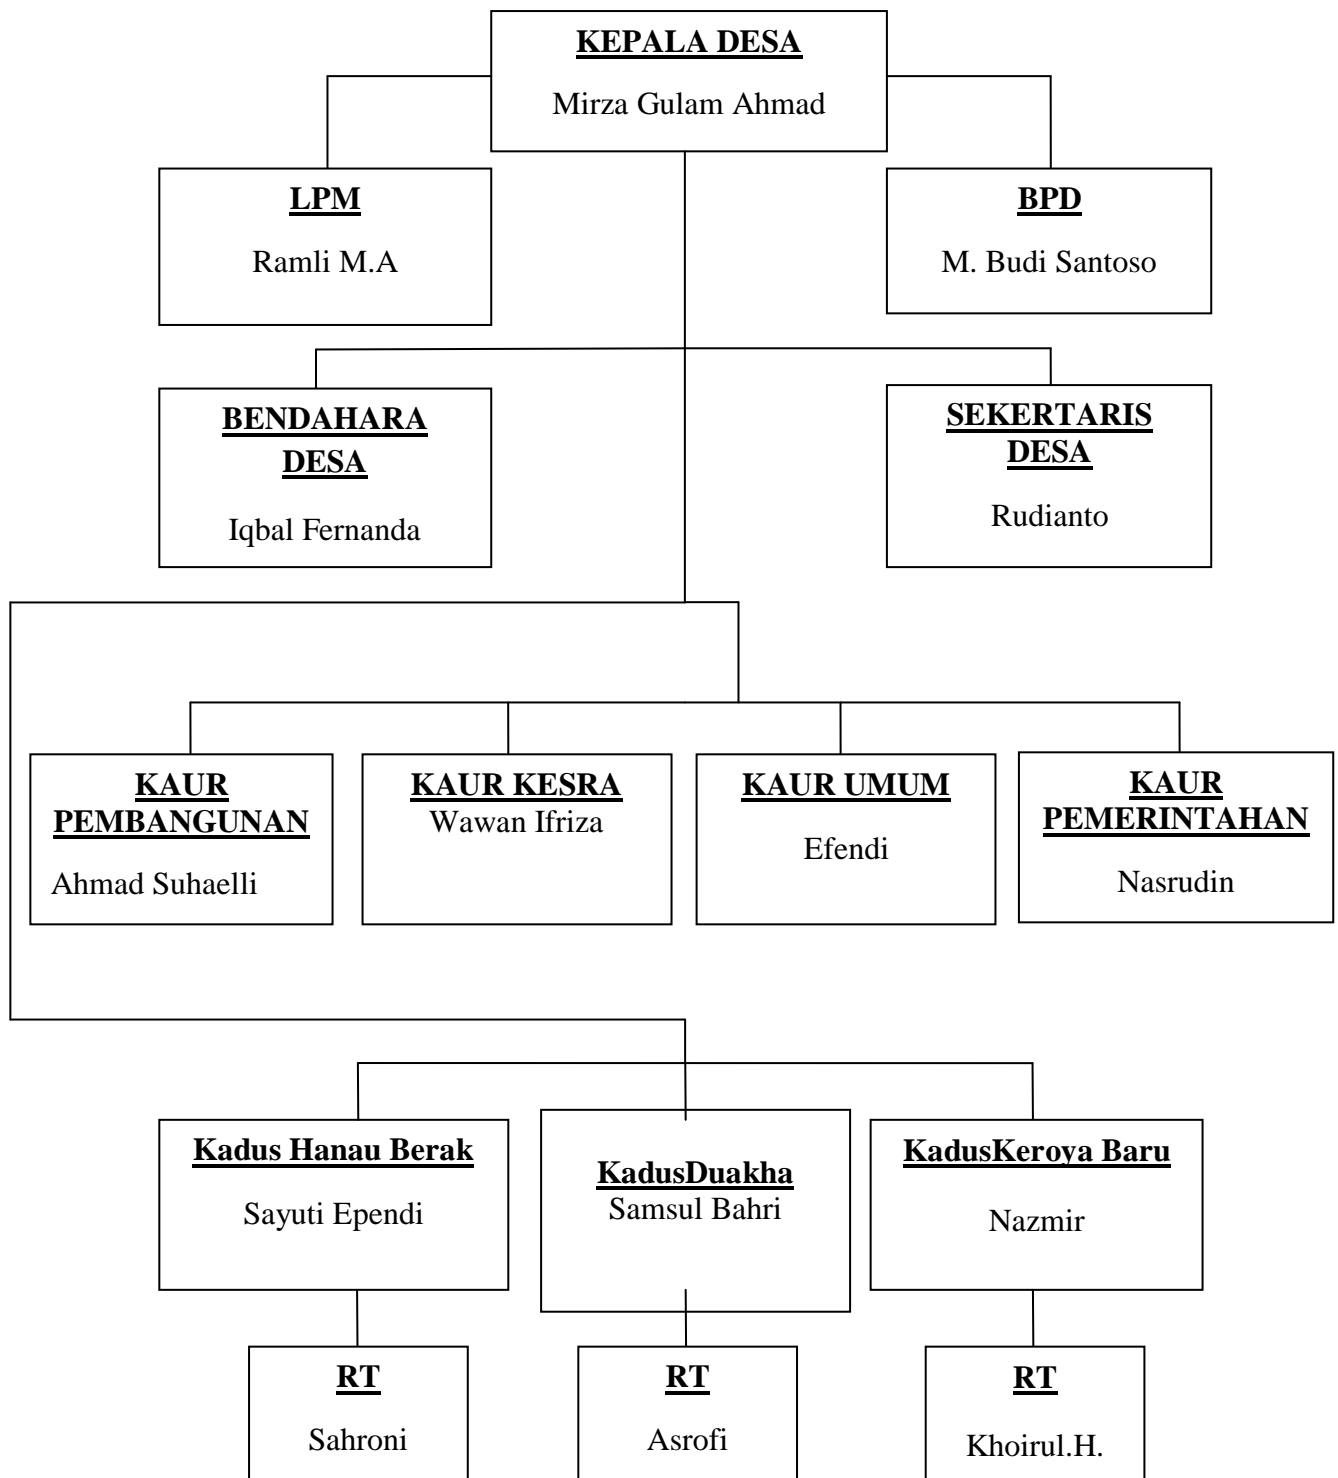 KEPALA DESA
Mirza Gulam Ahmad
LPM
Ramli M.A
BPD
M. Budi Santoso
BENDAHARA
DESA
Iqbal Fernanda
SEKERTARIS
DESA
Rudianto
KAUR
PEMBANGUNAN
Ahmad Suhaelli
KAUR KESRA
Wawan Ifriza
KAUR UMUM
Efendi
KAUR
PEMERINTAHAN
Nasrudin
Kadus Hanau Berak
Sayuti Ependi
KadusDuakha
Samsul Bahri
KadusKeroya Baru
Nazmir
RT
Sahroni
RT
Asrofi
RT
Khoirul.H.